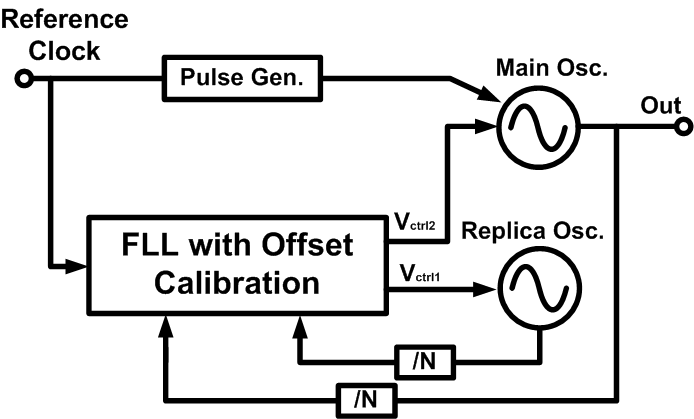 Reference
Clock
Pulse Gen.
Main Osc.
Out
Vctrl2
FLL with Offset
Calibration
Replica Osc.
Vctrl1
/N
/N